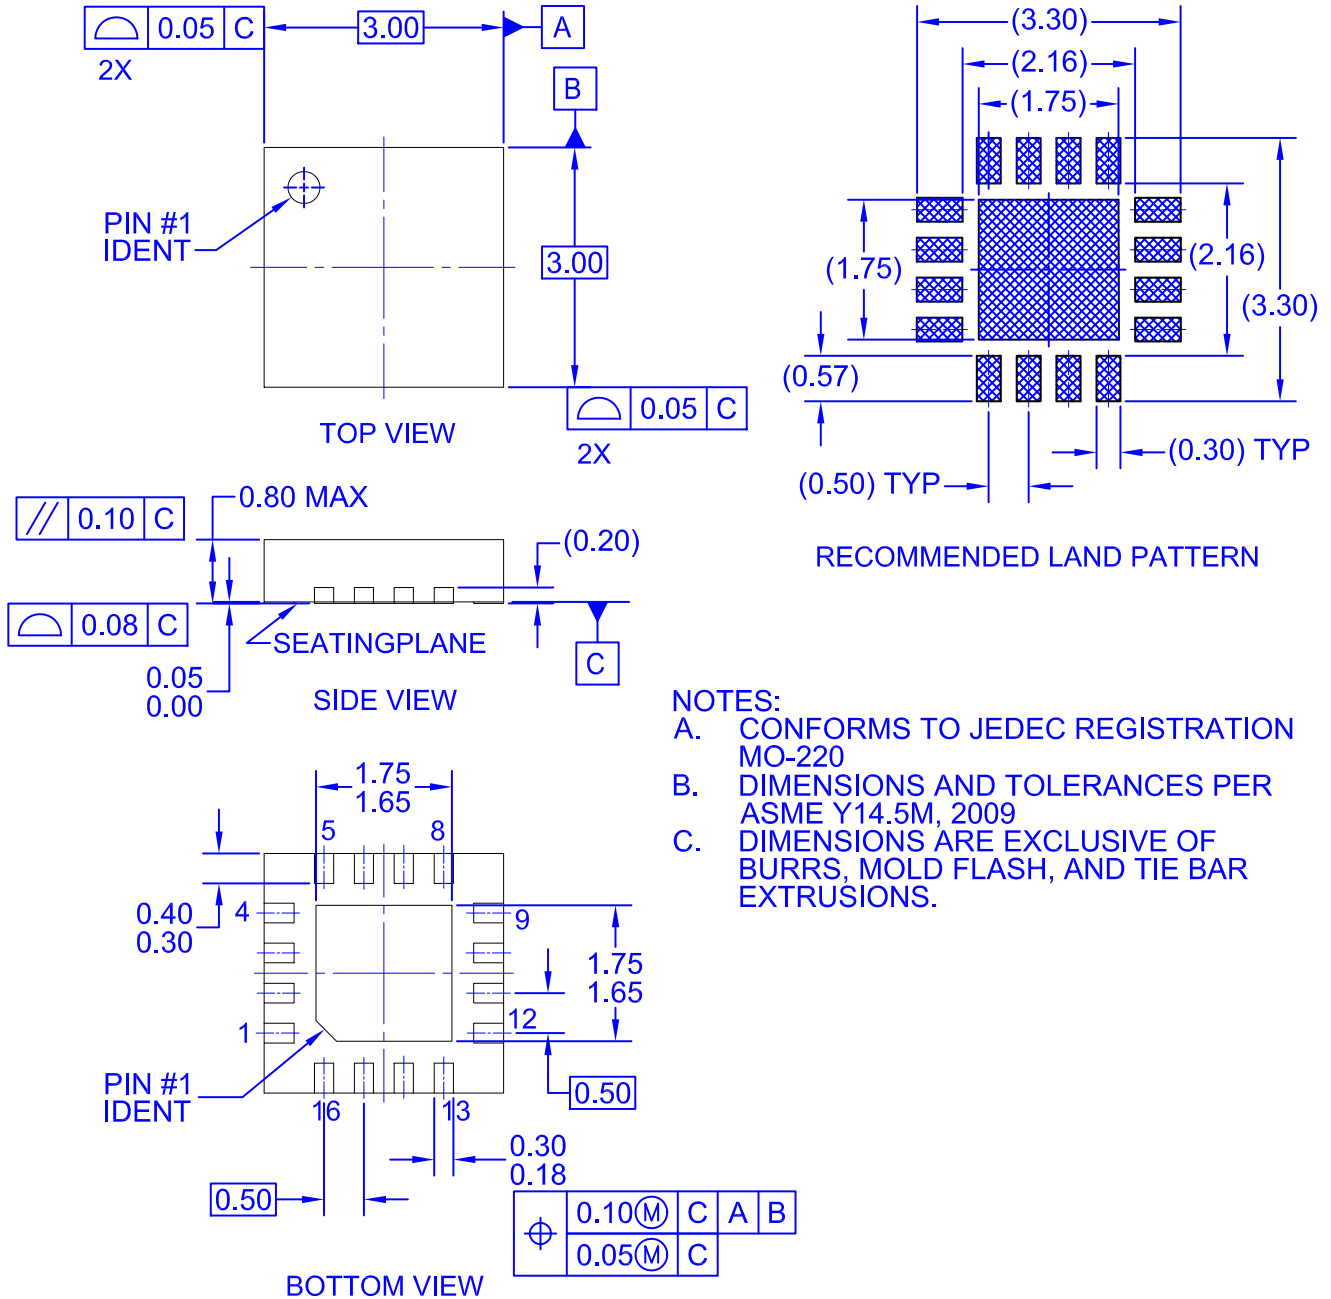 0.05 C
2X
3.00
A
B
PIN #1
IDENT
3.00
0.05 C
2X
TOP VIEW
(3.30)
(2.16)
(1.75)
(1.75)
(2.16)
(3.30)
(0.57)
(0.50) TYP
(0.30) TYP
RECOMMENDED LAND PATTERN
// 0.10 C
0.80 MAX
(0.20)
0.08 C
SEATINGPLANE
C
0.05
0.00
SIDE VIEW
NOTES:
A. CONFORMS TO JEDEC REGISTRATION
MO-220
B. DIMENSIONS AND TOLERANCES PER
ASME Y14.5M, 2009
C. DIMENSIONS ARE EXCLUSIVE OF
BURRS, MOLD FLASH, AND TIE BAR
EXTRUSIONS.
1.75
1.65
5 8
0.40
0.30
4
9
1.75
1.65
1
12
PIN #1
IDENT
16 13
0.50
0.30
0.18
0.50
0.10Ⓜ C A B
0.05Ⓜ C
BOTTOM VIEW